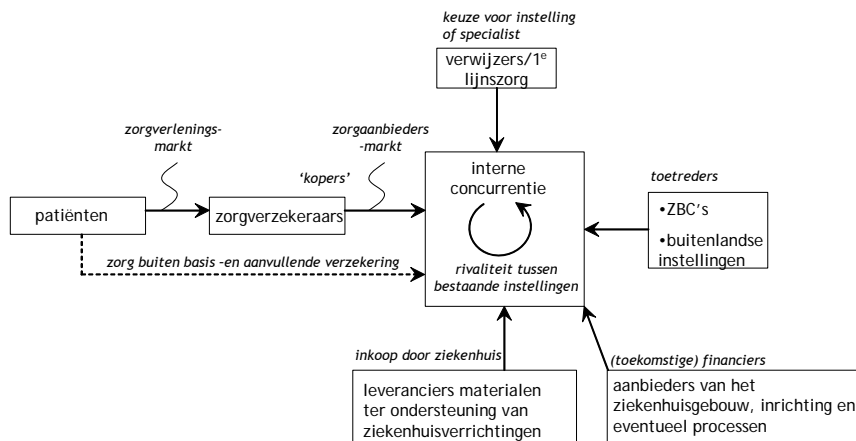 keuze voor instelling
of specialist
verwijzers/1e
lijnszorg
zorgverlenings-
markt
zorgaanbieders
-markt
'kopers'
patiënten
zorgverzekeraars
interne
concurrentie
rivaliteit tussen
bestaande instellingen
toetreders
•ZBC's
•buitenlandse
instellingen
zorg buiten basis -en aanvullende verzekering
inkoop door ziekenhuis
leveranciers materialen
ter ondersteuning van
ziekenhuisverrichtingen
(toekomstige) financiers
aanbieders van het
ziekenhuisgebouw, inrichting en
eventueel processen